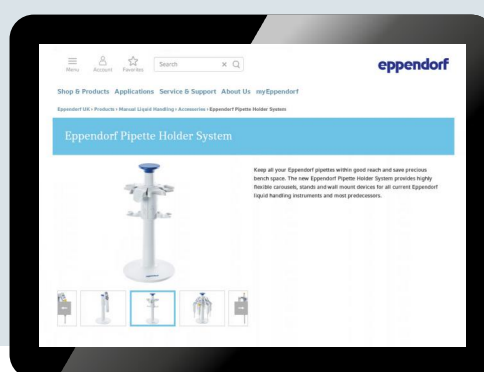 Menu
Account
Favorites
Search
eppendorf
Shop & Products Applications Service & Support About Us myEppendorf
Eppendorf UK › Products › Manual Liquid Handling › Accessories › Eppendorf Pipette Holder System
Eppendorf Pipette Holder System
Keep all your Eppendorf pipettes within good reach and save precious
bench space. The new Eppendorf Pipette Holder System provides highly
flexible carousels, stands and wall mount devices for all current Eppendorf
liquid handling instruments and most predecessors.